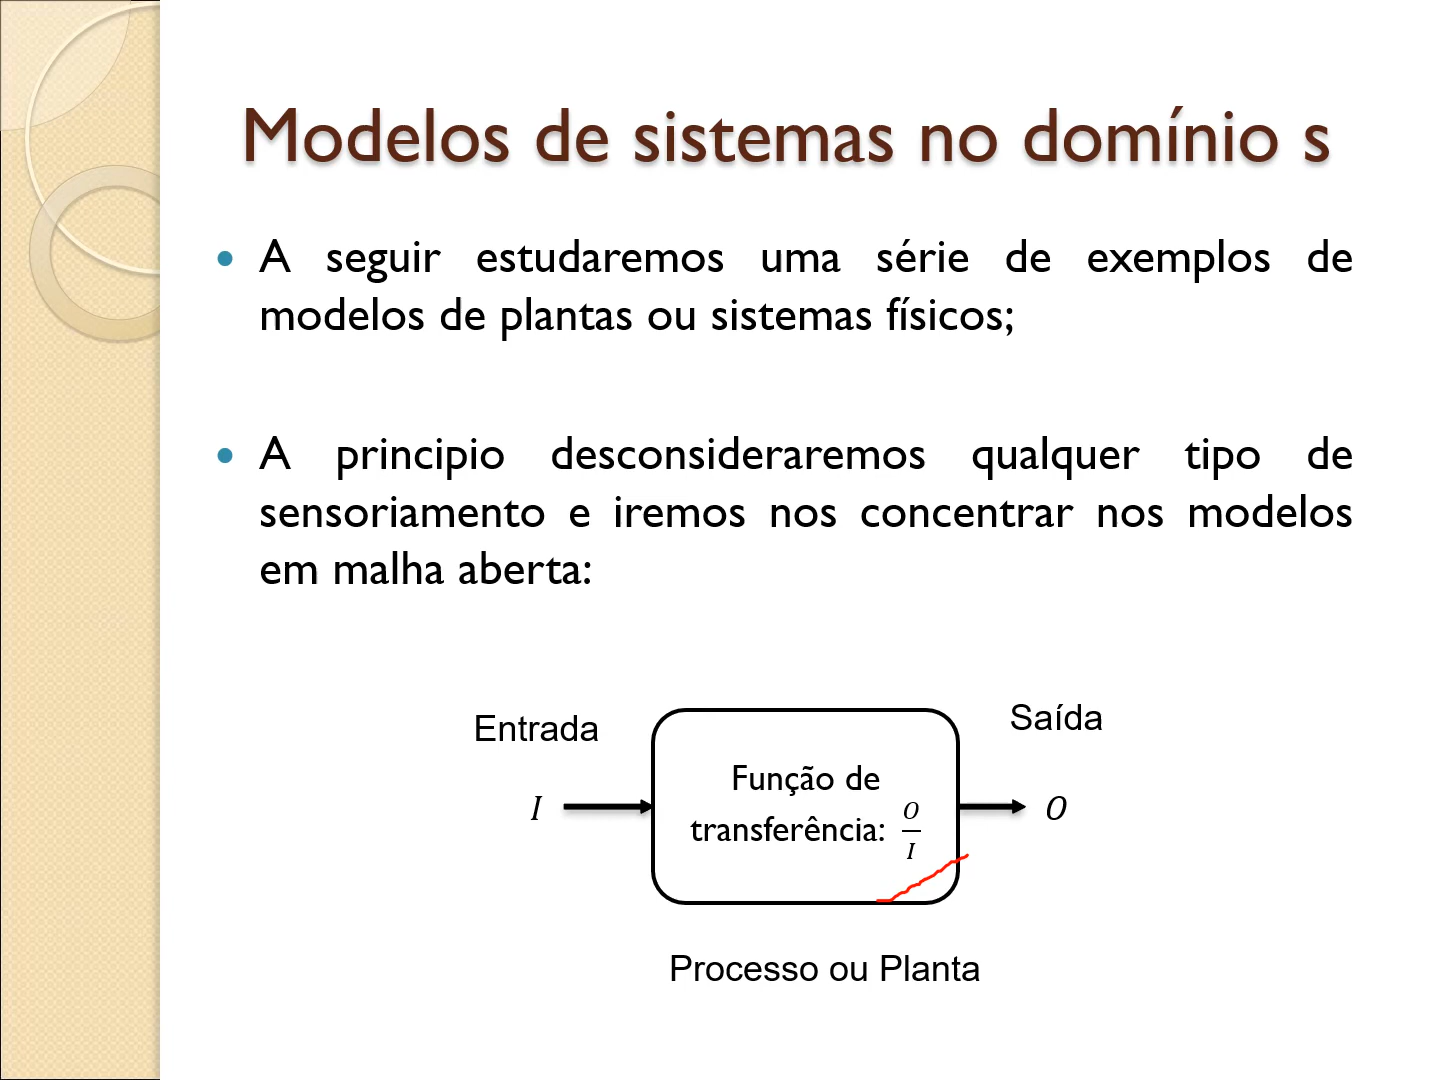 Modelos de sistemas no domínio s
A seguir estudaremos uma série de exemplos de
modelos de plantas ou sistemas físicos;
A principio desconsideraremos qualquer tipo de
sensoriamento e iremos nos concentrar nos modelos
em malha aberta:
Entrada
Saída
I
Função de
transferência: O/I
O
Processo ou Planta